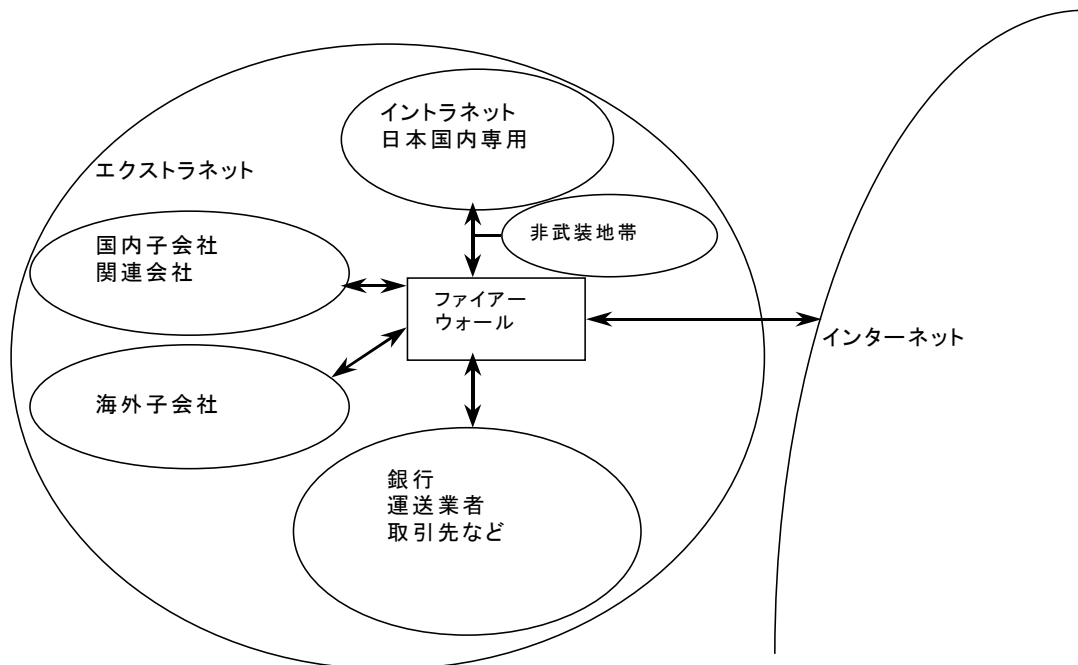 イントラネット
日本国内専用
エクストラネット
非武装地帯
国内子会社
関連会社
ファイアー
ウォール
インターネット
海外子会社
銀行
運送業者
取引先など